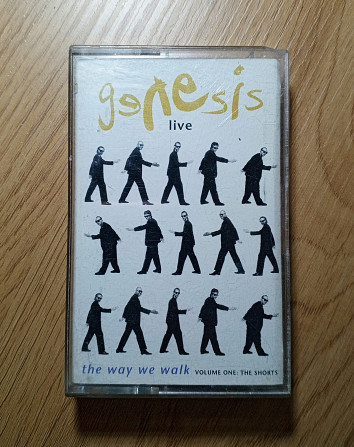 genesis
live
the way we walk VOLUME ONE: THE SHORTS